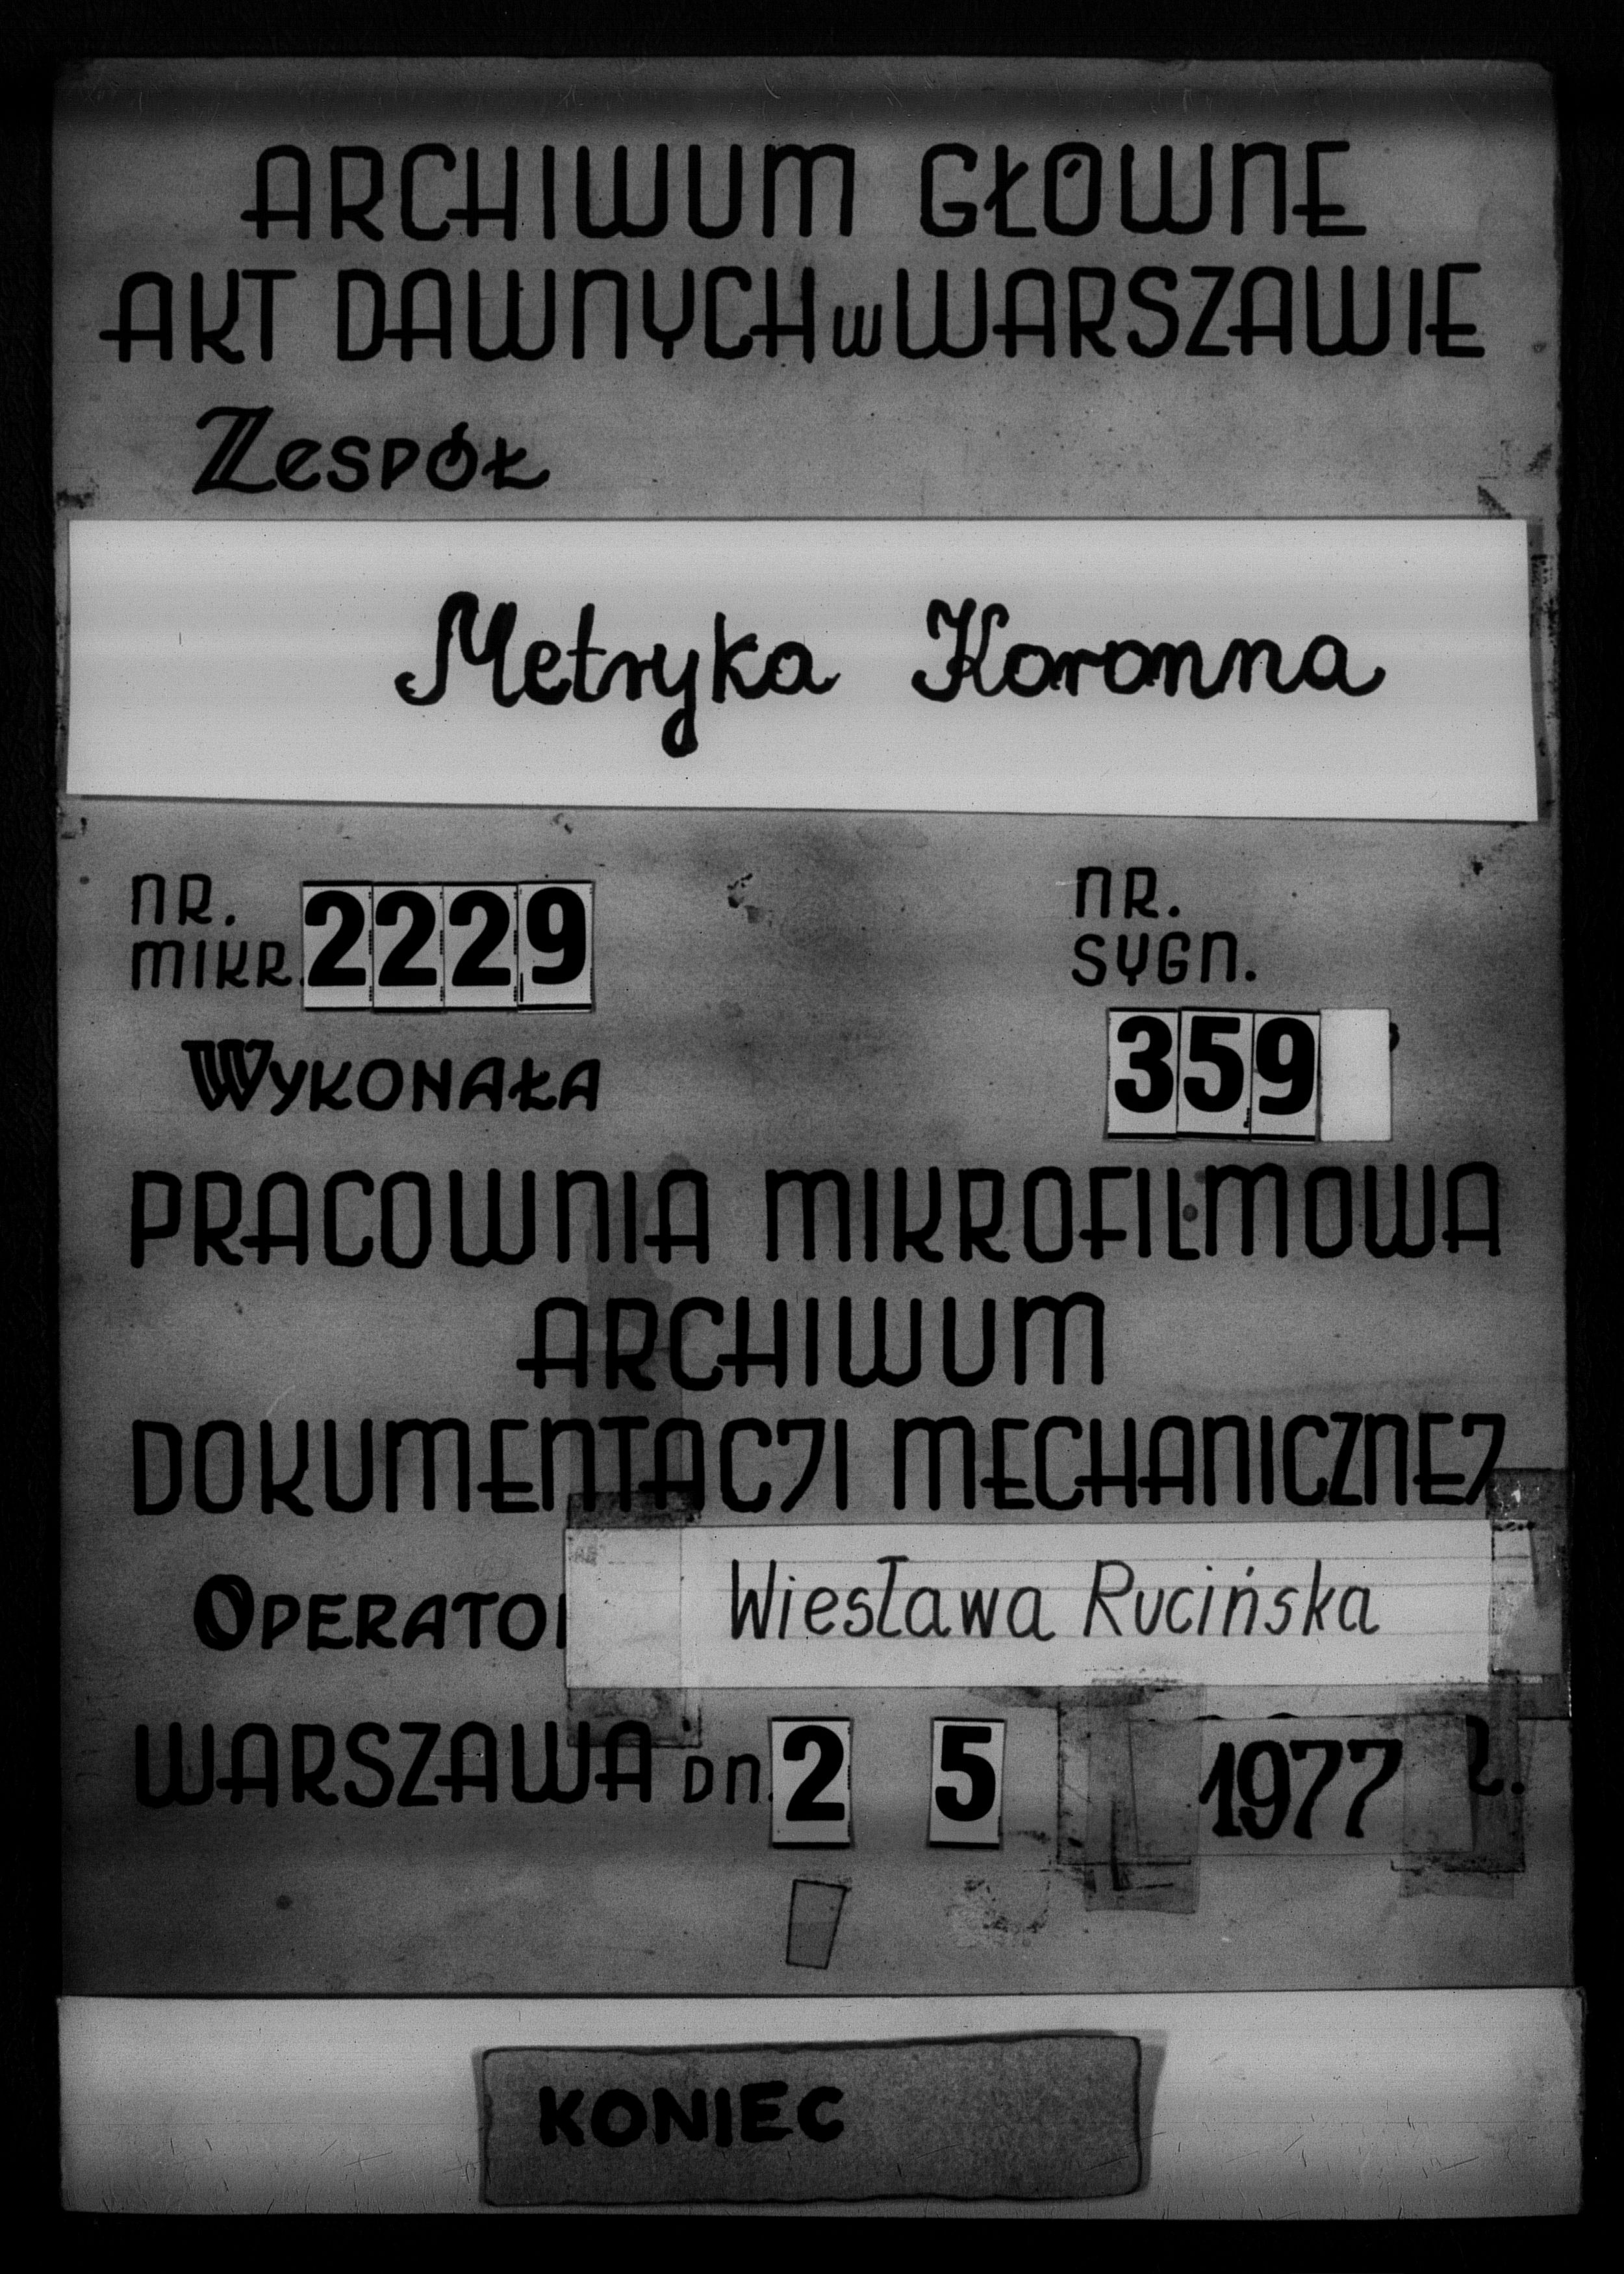 ARCHIWUM GŁÓWNE
AKT DAWNYCH w WARSZAWIE
Zespół
Metryka Koronna
NR. MIKR. 2229
NR. SYGN. 359
WYKONAŁA
PRACOWNIA MIKROFILMOWA
ARCHIWUM
DOKUMENTACJI MECHANICZNEJ
OPERATOR Wiesława Rucińska
WARSZAWA DN. 2 5 1977 r.
KONIEC